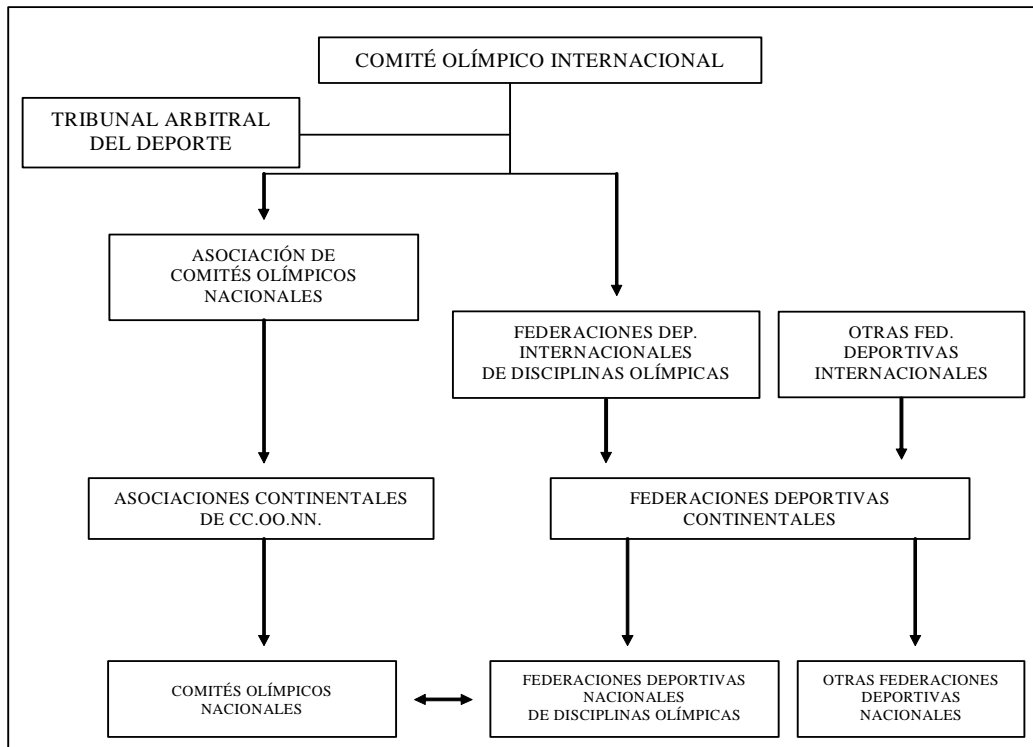 COMITÉ OLÍMPICO INTERNACIONAL
TRIBUNAL ARBITRAL
DEL DEPORTE
ASOCIACIÓN DE
COMITÉS OLÍMPICOS
NACIONALES
FEDERACIONES DEP.
INTERNACIONALES
DE DISCIPLINAS OLÍMPICAS
OTRAS FED.
DEPORTIVAS
INTERNACIONALES
ASOCIACIONES CONTINENTALES
DE CC.OO.NN.
FEDERACIONES DEPORTIVAS
CONTINENTALES
COMITÉS OLÍMPICOS
NACIONALES
FEDERACIONES DEPORTIVAS
NACIONALES
DE DISCIPLINAS OLÍMPICAS
OTRAS FEDERACIONES
DEPORTIVAS
NACIONALES